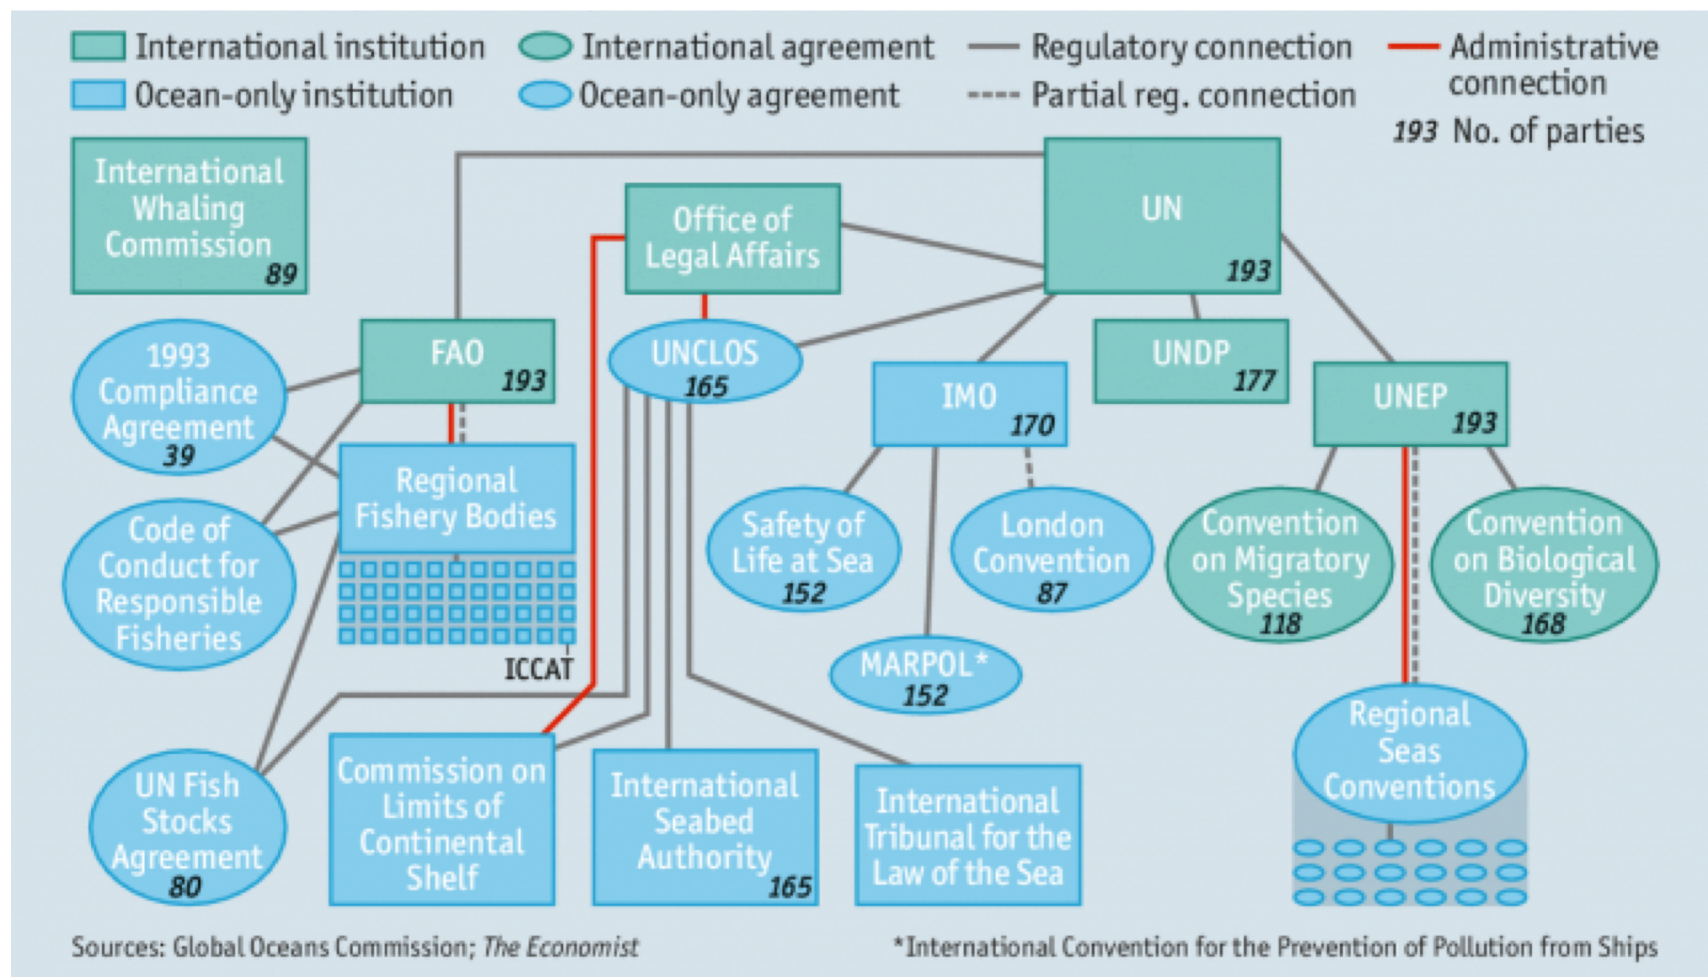 International institution
International agreement
Regulatory connection
Administrative
connection
Ocean-only institution
Ocean-only agreement
Partial reg. connection
193 No. of parties
International
Whaling
Commission
89
Office of
Legal Affairs
UN
193
1993
Compliance
Agreement
39
FAO
193
UNCLOS
165
IMO
170
UNDP
177
UNEP
193
Regional
Fishery Bodies
Code of
Conduct for
Responsible
Fisheries
Safety of
Life at Sea
152
London
Convention
87
Convention
on Migratory
Species
118
Convention
on Biological
Diversity
168
ICCAT
MARPOL*
152
Regional
Seas
Conventions
UN Fish
Stocks
Agreement
80
Commission on
Limits of
Continental
Shelf
International
Seabed
Authority
165
International
Tribunal for the
Law of the Sea
Sources: Global Oceans Commission; The Economist
*International Convention for the Prevention of Pollution from Ships